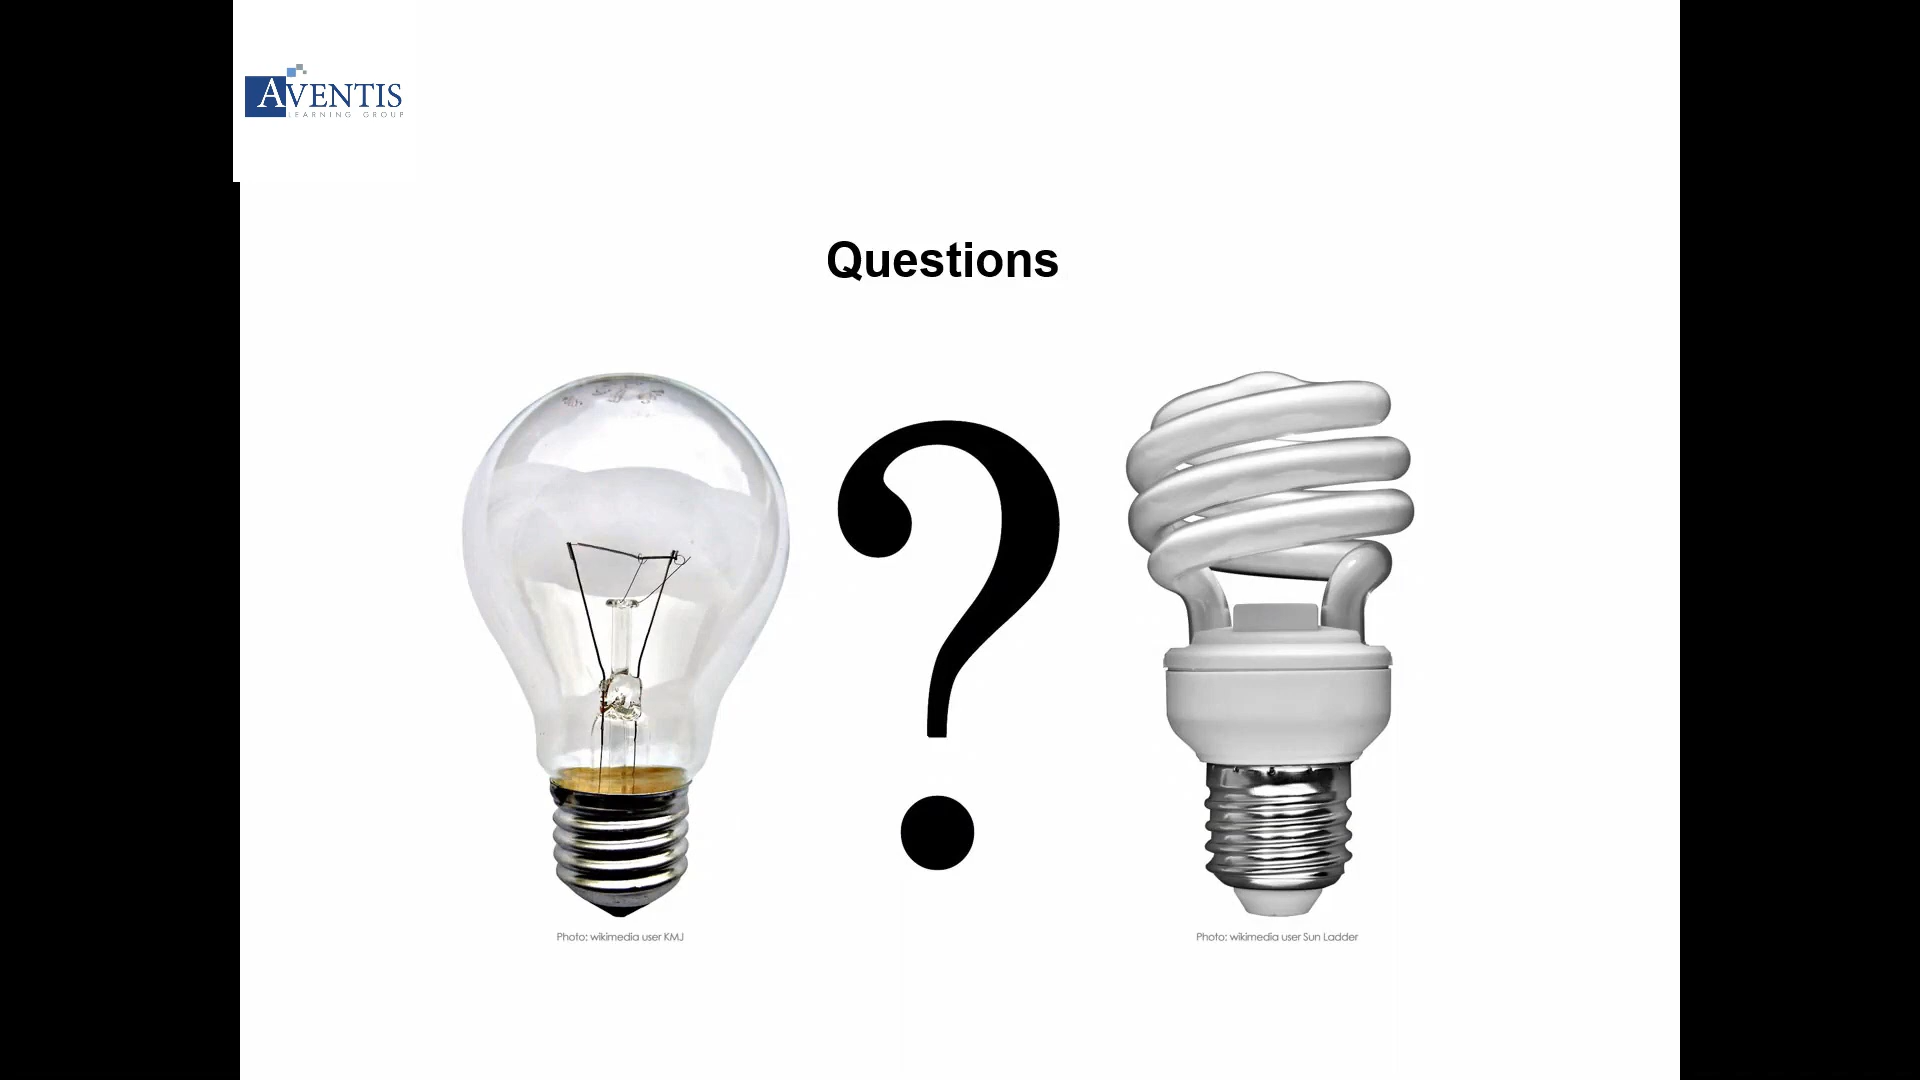 AVENTIS
LEARNING GROUP
Questions
?
Photo: wikimedia user KMJ
Photo: wikimedia user Sun Ladder